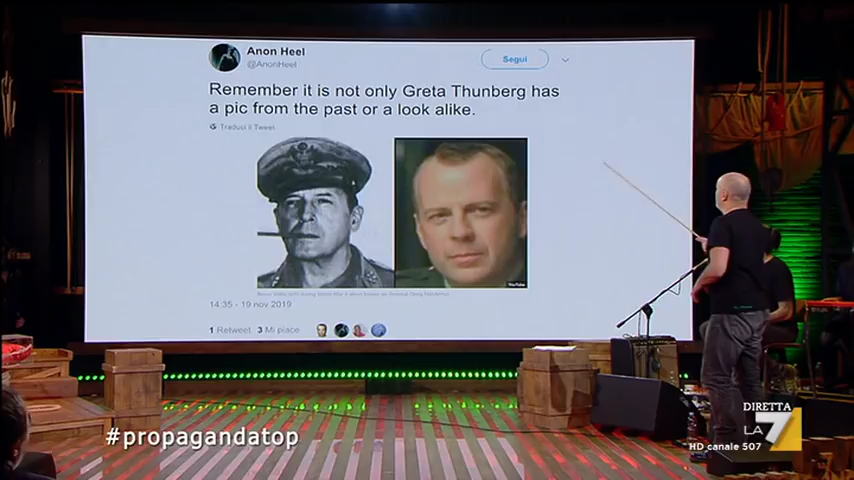 Anon Heel
@AnonHeel
Segui
Remember it is not only Greta Thunberg has
a pic from the past or a look alike.
Traduci il Tweet
YouTube
14:35 - 19 nov 2019
1 Retweet 3 Mi piace
#propagandatop
DIRETTA
LA7
HD canale 507